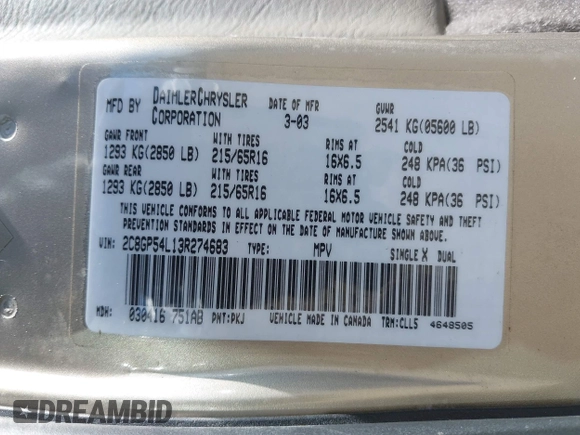 MFD BY DAIMLERCHRYSLER CORPORATION DATE OF MFR 3-03 GVWR 2541 KG(05600 LB)
GAWR FRONT WITH TIRES RIMS AT COLD
1293 KG(2850 LB) 215/65R16 16X6.5 248 KPA(36 PSI)
GAWR REAR WITH TIRES RIMS AT COLD
1293 KG(2850 LB) 215/65R16 16X6.5 248 KPA(36 PSI)
THIS VEHICLE CONFORMS TO ALL APPLICABLE FEDERAL MOTOR VEHICLE SAFETY AND THEFT
PREVENTION STANDARDS IN EFFECT ON THE DATE OF MANUFACTURE SHOWN ABOVE.
VIN: 2C8GP54L13R274683 TYPE: MPV SINGLE X DUAL
MDH: 030416 751AB PNT:PKJ VEHICLE MADE IN CANADA TRM:CLL5 4648505
DREAMBID